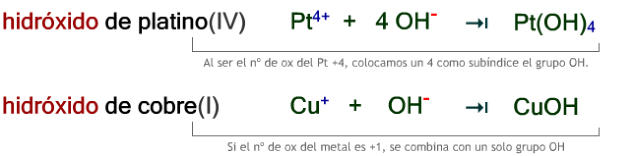 hidróxido de platino(IV) Pt⁴⁺ + 4 OH⁻ → Pt(OH)₄
Al ser el nº de ox del Pt +4, colocamos un 4 como subíndice el grupo OH.
hidróxido de cobre(I) Cu⁺ + OH⁻ → CuOH
Si el nº de ox del metal es +1, se combina con un solo grupo OH